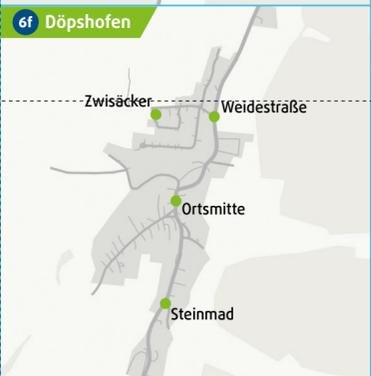 6f Döpshofen
Zwisäcker
Weidestraße
Ortsmitte
Steinmad